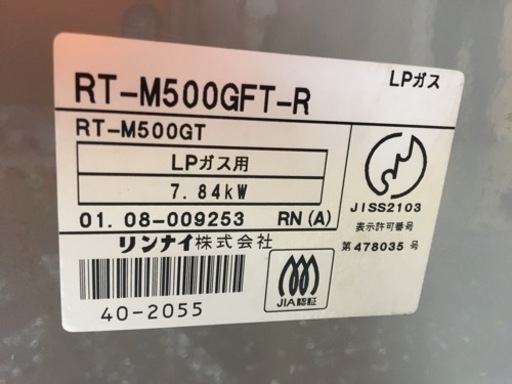 LPガス
RT-M500GFT-R
RT-M500GT
LPガス用
7.84kW
01.08-009253 RN(A)
リンナイ株式会社
40-2055
JIA認証
JISS2103
表示許可番号
第478035号